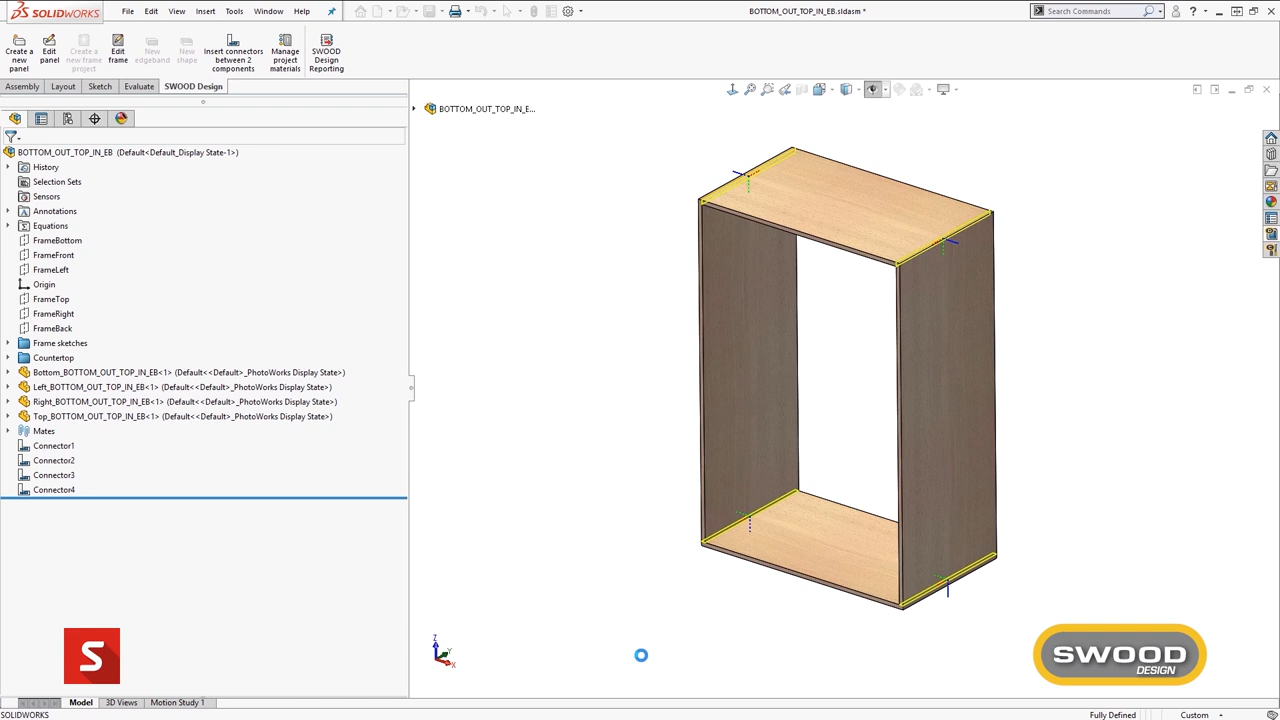 SOLIDWORKS File Edit View Insert Tools Window Help BOTTOM_OUT_TOP_IN_EB.sldasm * Search Commands
Create a new panel
Edit panel
Create a new frame project
Edit frame
New edgeband
New shape
Insert connectors between 2 components
Manage project materials
SWOOD Design Reporting
Assembly Layout Sketch Evaluate SWOOD Design
BOTTOM_OUT_TOP_IN_E...
BOTTOM_OUT_TOP_IN_EB (Default<Default_Display State-1>)
History
Selection Sets
Sensors
Annotations
Equations
FrameBottom
FrameFront
FrameLeft
Origin
FrameTop
FrameRight
FrameBack
Frame sketches
Countertop
Bottom_BOTTOM_OUT_TOP_IN_EB<1> (Default<<Default>_PhotoWorks Display State>)
Left_BOTTOM_OUT_TOP_IN_EB<1> (Default<<Default>_PhotoWorks Display State>)
Right_BOTTOM_OUT_TOP_IN_EB<1> (Default<<Default>_PhotoWorks Display State>)
Top_BOTTOM_OUT_TOP_IN_EB<1> (Default<<Default>_PhotoWorks Display State>)
Mates
Connector1
Connector2
Connector3
Connector4
Z
Y
X
S
SWOOD
DESIGN
Model 3D Views Motion Study 1
SOLIDWORKS Fully Defined Custom